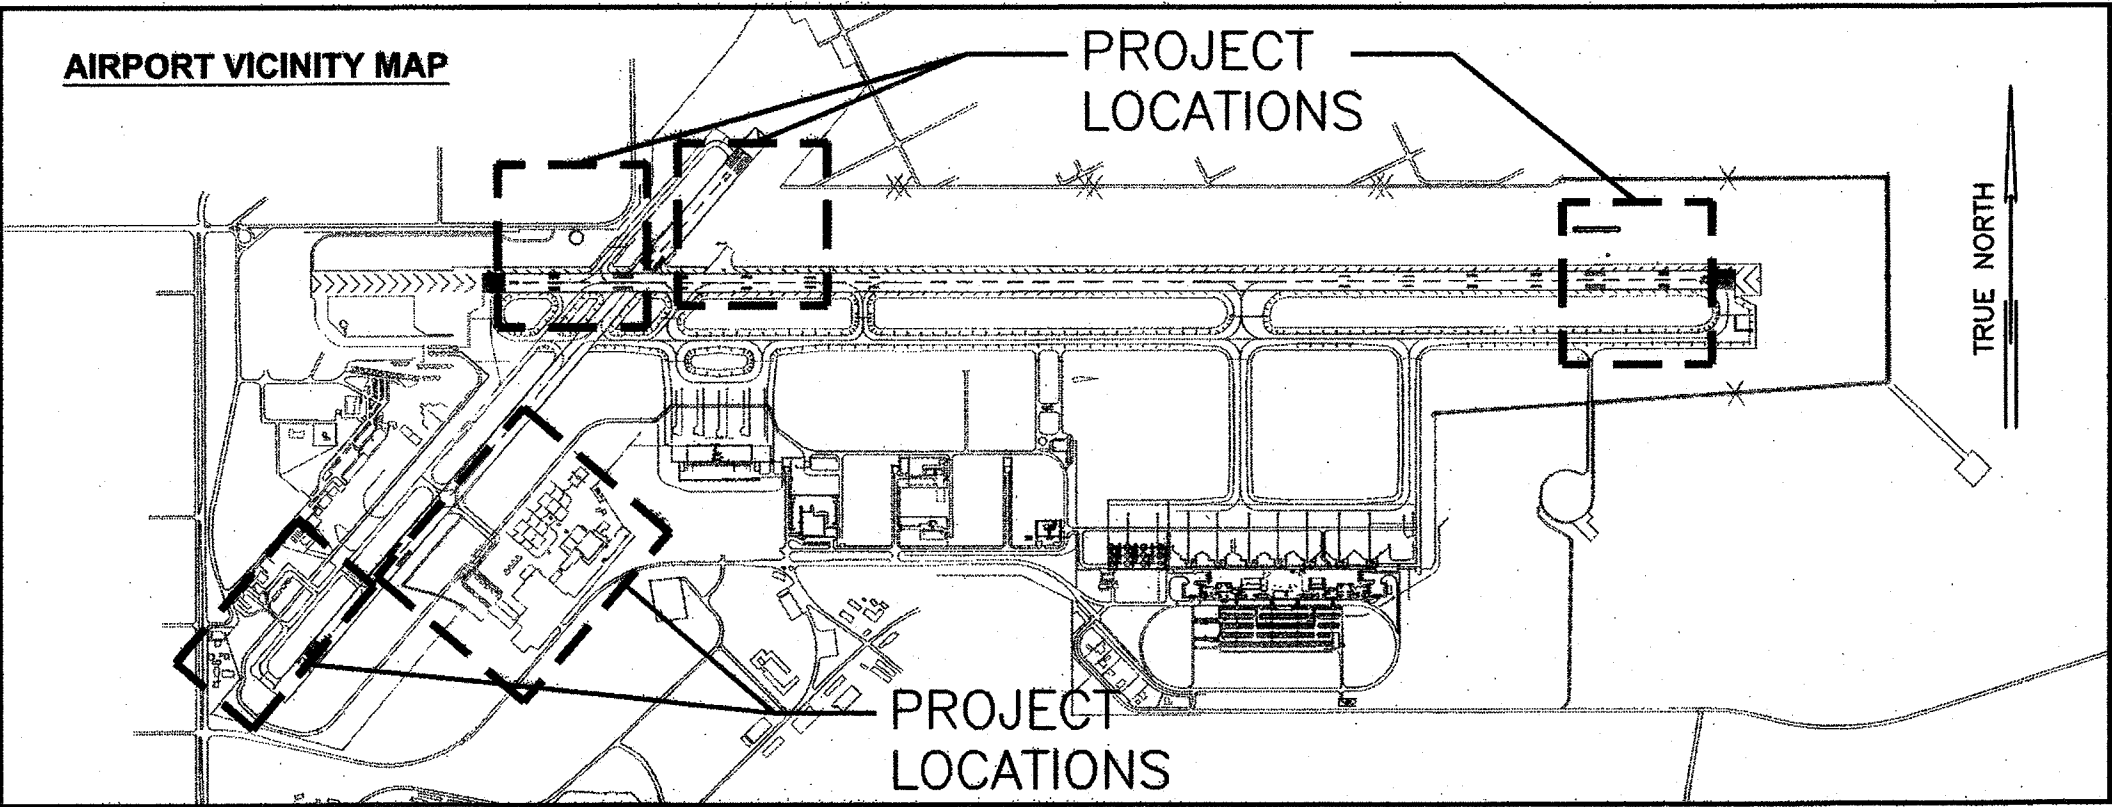 AIRPORT VICINITY MAP
PROJECT
LOCATIONS
TRUE NORTH
PROJECT
LOCATIONS